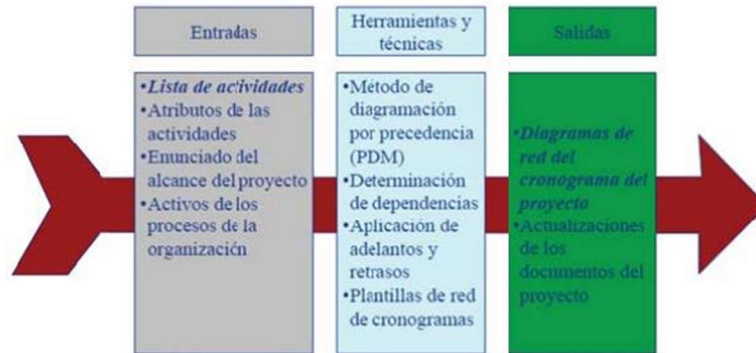 Entradas
•Lista de actividades
•Atributos de las
actividades
•Enunciado del
alcance del proyecto
•Activos de los
procesos de la
organización
Herramientas y
técnicas
•Método de
diagramación
por precedencia
(PDM)
•Determinación
de dependencias
•Aplicación de
adelantos y
retrasos
•Plantillas de red
de cronogramas
Salidas
•Diagramas de
red del
cronograma del
proyecto
•Actualizaciones
de los
documentos del
proyecto